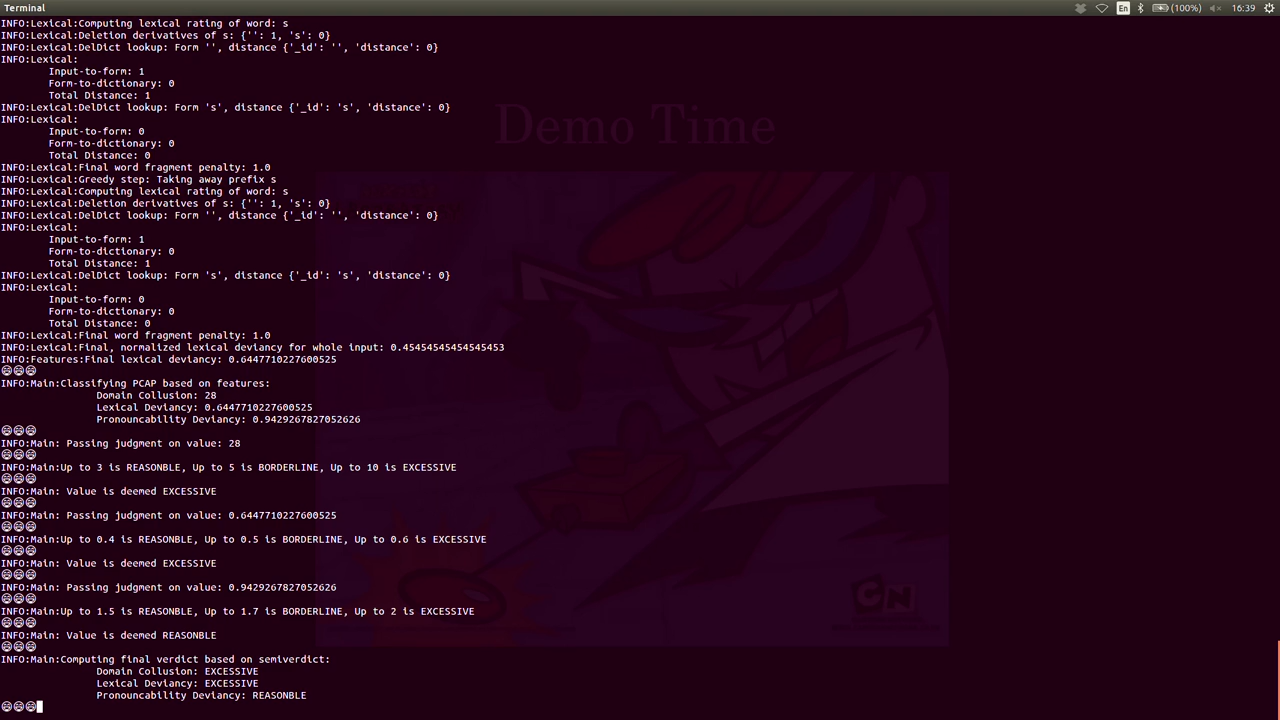 Terminal
En (100%) 16:39
INFO:Lexical:Computing lexical rating of word: s
INFO:Lexical:Deletion derivatives of s: {'': 1, 's': 0}
INFO:Lexical:DelDict lookup: Form '', distance {'_id': '', 'distance': 0}
INFO:Lexical:
Input-to-form: 1
Form-to-dictionary: 0
Total Distance: 1
INFO:Lexical:DelDict lookup: Form 's', distance {'_id': 's', 'distance': 0}
INFO:Lexical:
Input-to-form: 0
Form-to-dictionary: 0
Total Distance: 0
INFO:Lexical:Final word fragment penalty: 1.0
INFO:Lexical:Greedy step: Taking away prefix s
INFO:Lexical:Computing lexical rating of word: s
INFO:Lexical:Deletion derivatives of s: {'': 1, 's': 0}
INFO:Lexical:DelDict lookup: Form '', distance {'_id': '', 'distance': 0}
INFO:Lexical:
Input-to-form: 1
Form-to-dictionary: 0
Total Distance: 1
INFO:Lexical:DelDict lookup: Form 's', distance {'_id': 's', 'distance': 0}
INFO:Lexical:
Input-to-form: 0
Form-to-dictionary: 0
Total Distance: 0
INFO:Lexical:Final word fragment penalty: 1.0
INFO:Lexical:Final, normalized lexical deviancy for whole input: 0.45454545454545453
INFO:Features:Final lexical deviancy: 0.6447710227600525
😄😄😄
INFO:Main:Classifying PCAP based on features:
Domain Collusion: 28
Lexical Deviancy: 0.6447710227600525
Pronouncability Deviancy: 0.9429267827052626
😄😄😄
INFO:Main: Passing judgment on value: 28
😄😄😄
INFO:Main:Up to 3 is REASONBLE, Up to 5 is BORDERLINE, Up to 10 is EXCESSIVE
😄😄😄
INFO:Main: Value is deemed EXCESSIVE
😄😄😄
INFO:Main: Passing judgment on value: 0.6447710227600525
😄😄😄
INFO:Main:Up to 0.4 is REASONBLE, Up to 0.5 is BORDERLINE, Up to 0.6 is EXCESSIVE
😄😄😄
INFO:Main: Value is deemed EXCESSIVE
😄😄😄
INFO:Main: Passing judgment on value: 0.9429267827052626
😄😄😄
INFO:Main:Up to 1.5 is REASONBLE, Up to 1.7 is BORDERLINE, Up to 2 is EXCESSIVE
😄😄😄
INFO:Main: Value is deemed REASONBLE
😄😄😄
INFO:Main:Computing final verdict based on semiverdict:
Domain Collusion: EXCESSIVE
Lexical Deviancy: EXCESSIVE
Pronouncability Deviancy: REASONBLE
😄😄😄
Demo Time
CN